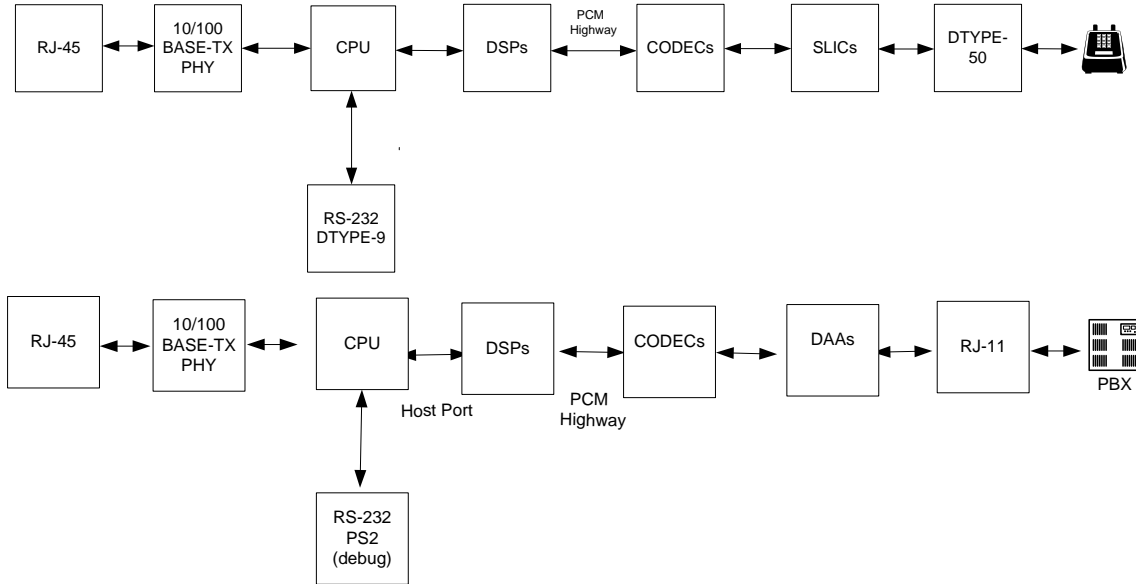 RJ-45
10/100
BASE-TX
PHY
CPU
DSPs
PCM
Highway
CODECs
SLICs
DTYPE-
50
RS-232
DTYPE-9
RJ-45
10/100
BASE-TX
PHY
CPU
Host Port
DSPs
PCM
Highway
CODECs
DAAs
RJ-11
PBX
RS-232
PS2
(debug)